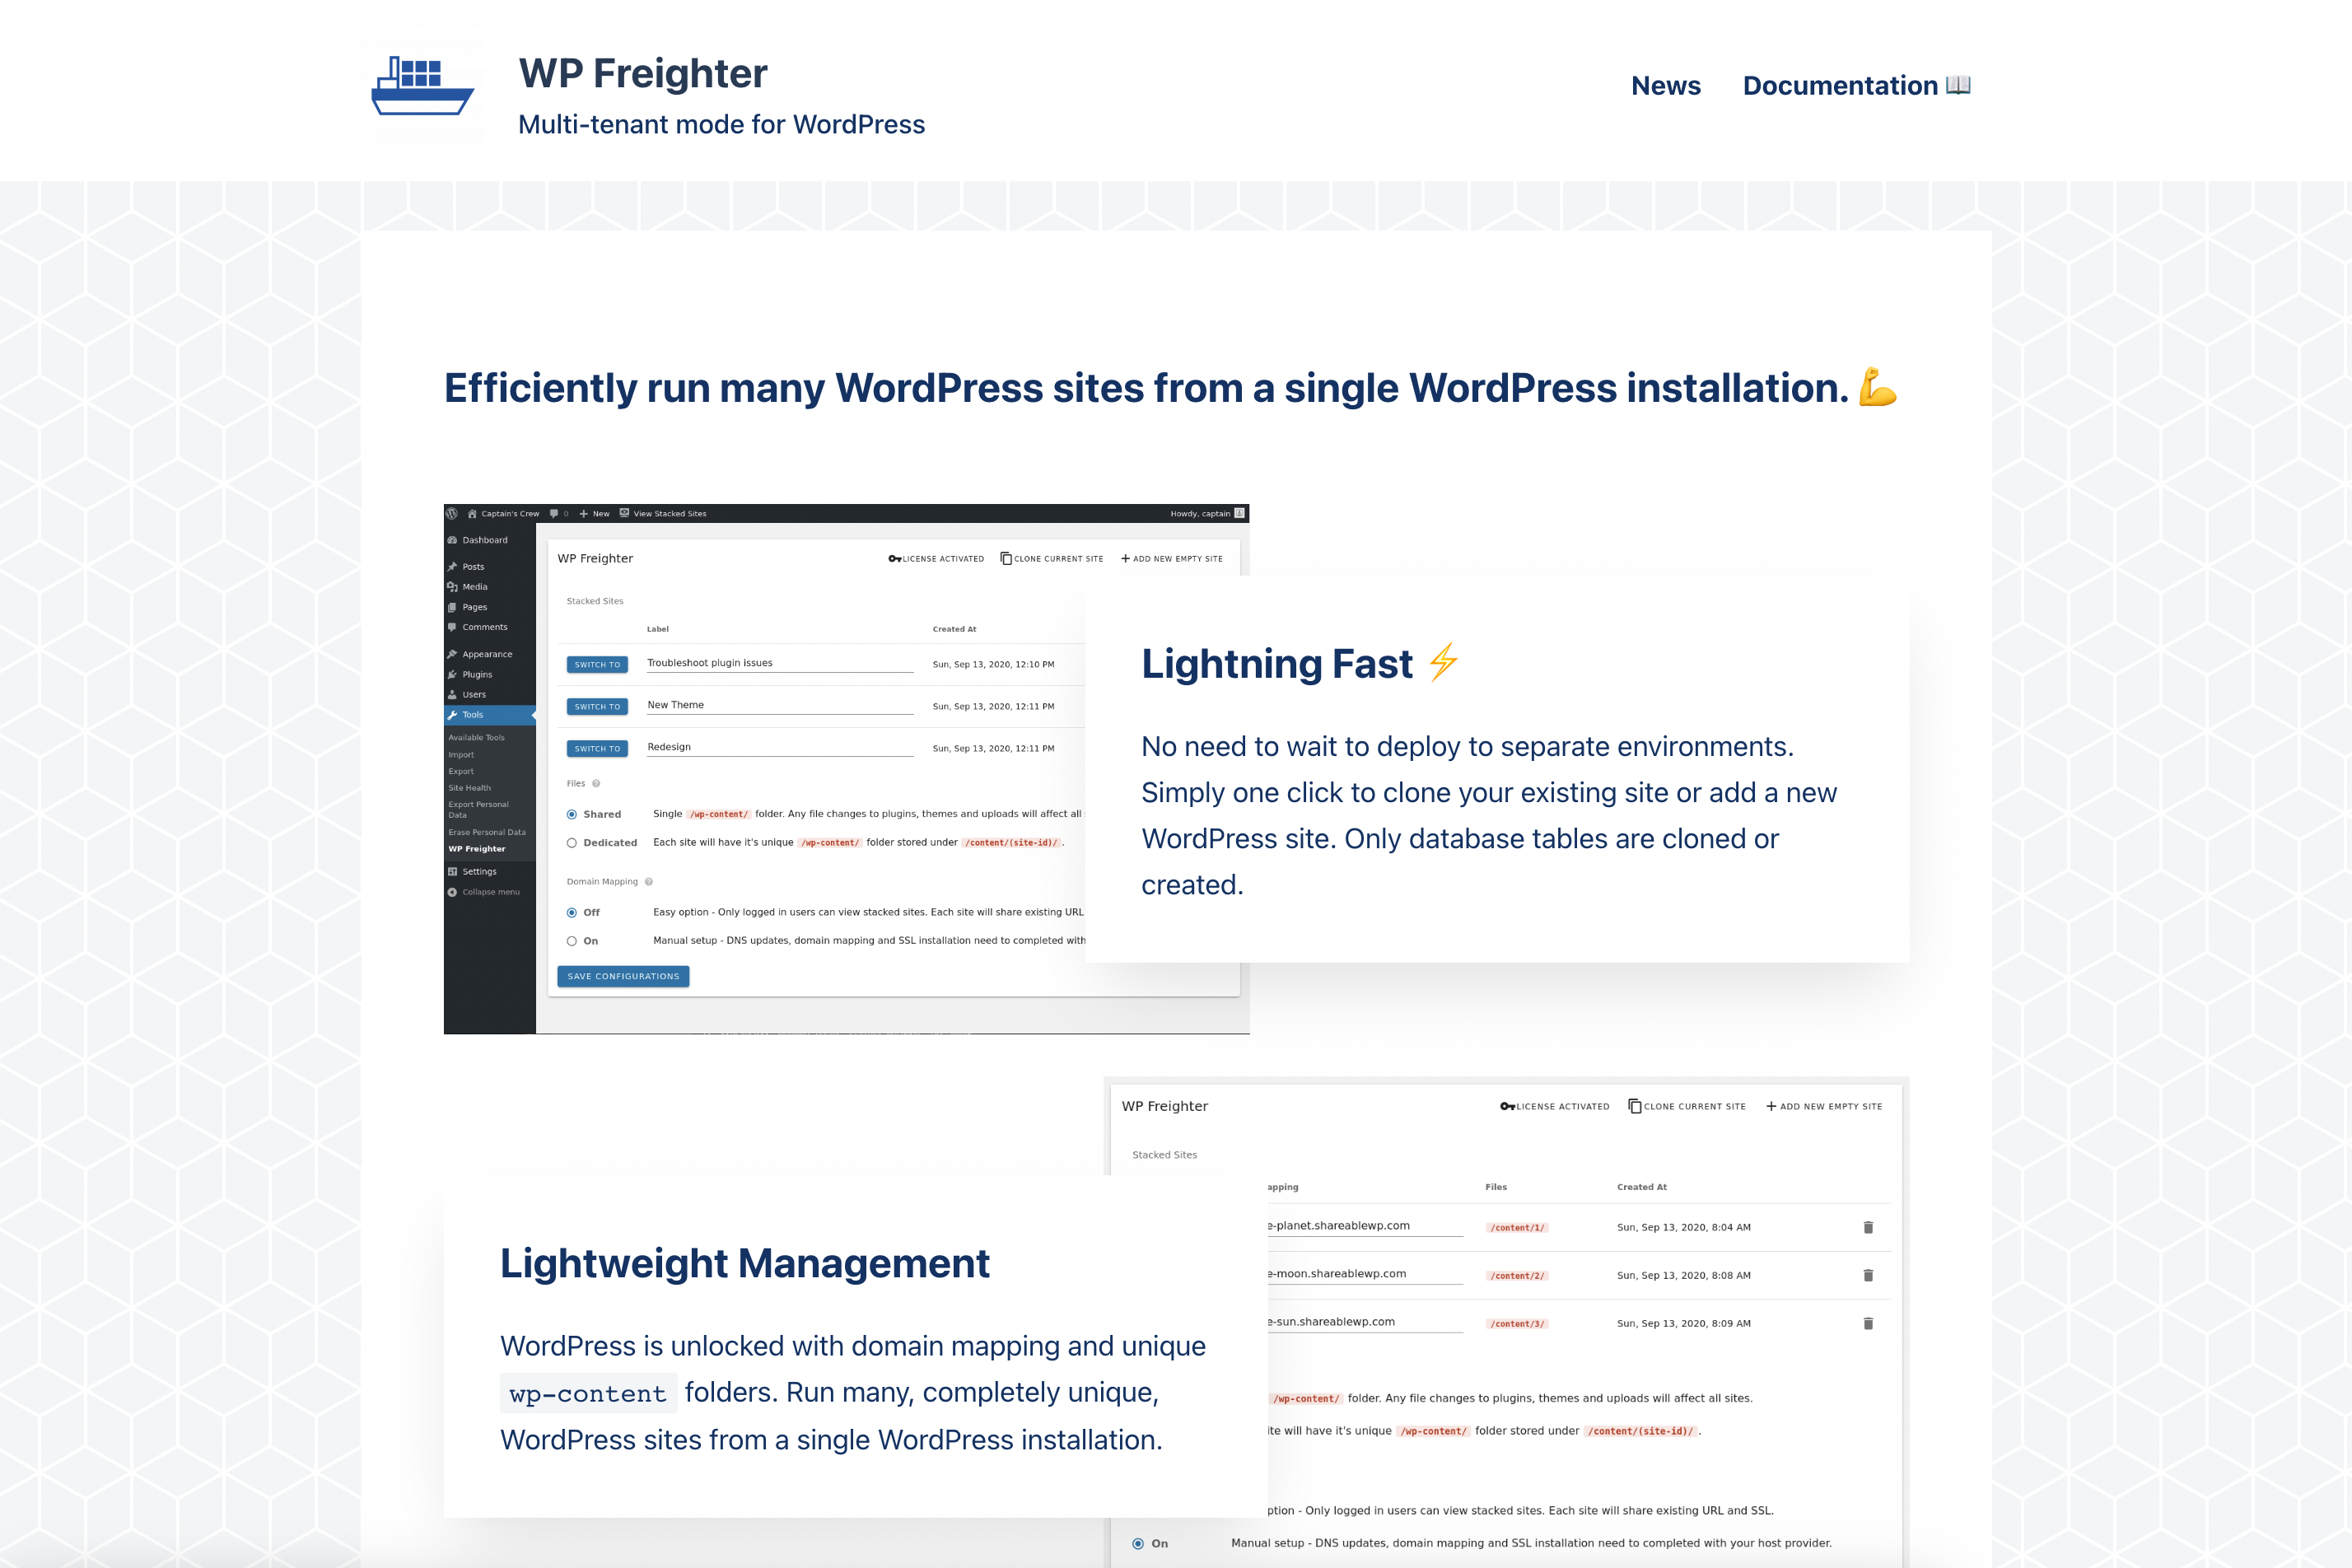 WP Freighter
Multi-tenant mode for WordPress
News
Documentation 📖
Efficiently run many WordPress sites from a single WordPress installation. 💪
Captain's Crew
0
New
View Stacked Sites
Howdy, captain
Dashboard
Posts
Media
Pages
Comments
Appearance
Plugins
Users
Tools
Available Tools
Import
Export
Site Health
Export Personal
Data
Erase Personal Data
WP Freighter
Settings
Collapse menu
WP Freighter
LICENSE ACTIVATED
CLONE CURRENT SITE
ADD NEW EMPTY SITE
Stacked Sites
Label
Created At
SWITCH TO
Troubleshoot plugin issues
Sun, Sep 13, 2020, 12:10 PM
SWITCH TO
New Theme
Sun, Sep 13, 2020, 12:11 PM
SWITCH TO
Redesign
Sun, Sep 13, 2020, 12:11 PM
Files
Shared
Single /wp-content/ folder. Any file changes to plugins, themes and uploads will affect all
Dedicated
Each site will have it's unique /wp-content/ folder stored under /content/(site-id)/.
Domain Mapping
Off
Easy option - Only logged in users can view stacked sites. Each site will share existing URL
On
Manual setup - DNS updates, domain mapping and SSL installation need to completed with
SAVE CONFIGURATIONS
Lightning Fast ⚡
No need to wait to deploy to separate environments.
Simply one click to clone your existing site or add a new
WordPress site. Only database tables are cloned or
created.
Lightweight Management
WordPress is unlocked with domain mapping and unique
wp-content folders. Run many, completely unique,
WordPress sites from a single WordPress installation.
WP Freighter
LICENSE ACTIVATED
CLONE CURRENT SITE
ADD NEW EMPTY SITE
Stacked Sites
apping
Files
Created At
e-planet.shareablewp.com
/content/1/
Sun, Sep 13, 2020, 8:04 AM
e-moon.shareablewp.com
/content/2/
Sun, Sep 13, 2020, 8:08 AM
e-sun.shareablewp.com
/content/3/
Sun, Sep 13, 2020, 8:09 AM
/wp-content/ folder. Any file changes to plugins, themes and uploads will affect all sites.
ite will have it's unique /wp-content/ folder stored under /content/(site-id)/.
ption - Only logged in users can view stacked sites. Each site will share existing URL and SSL.
On
Manual setup - DNS updates, domain mapping and SSL installation need to completed with your host provider.